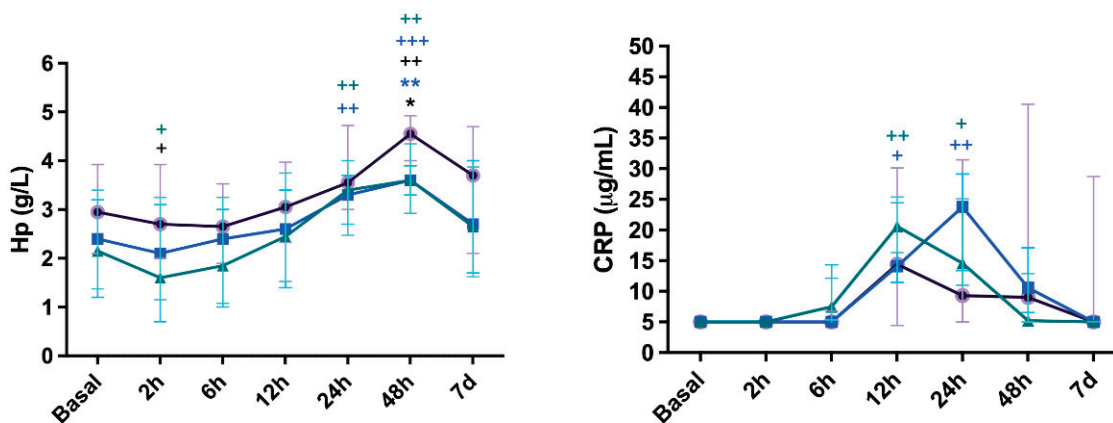 ++
+++
++
**
*
++
++
+
+
Hp (g/L)
6
5
4
3
2
1
0
Basal
2h
6h
12h
24h
48h
7d
CRP (μg/mL)
50
45
40
35
30
25
20
15
10
5
0
++
+
+
++
Basal
2h
6h
12h
24h
48h
7d